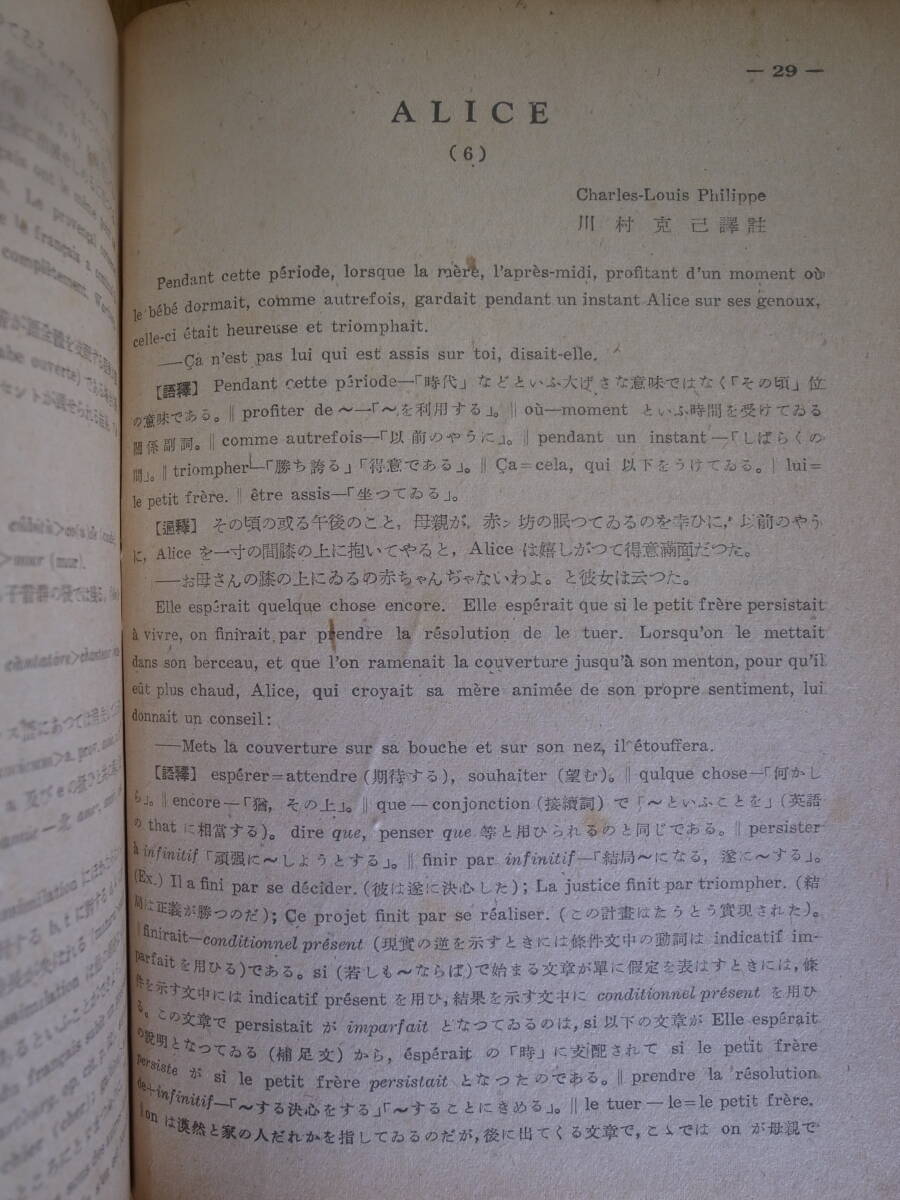 — 29 —
ALICE
(6)
Charles-Louis Philippe
川村克己譯註
Pendant cette période, lorsque la mère, l'après-midi, profitant d'un moment où
le bébé dormait, comme autrefois, gardait pendant un instant Alice sur ses genoux,
celle-ci était heureuse et triomphait.
—Ça n'est pas lui qui est assis sur toi, disait-elle.
【語釋】 Pendant cette période—「時代」などといふ大げさな意味ではなく「その頃」位
の意味である。‖ profiter de ～—「～を利用する」。‖ où—moment といふ時間を受けてゐる
關係副詞。‖ comme autrefois—「以前のやうに」。‖ pendant un instant—「しばらくの
間」。‖ triompher—「勝ち誇る」「得意である」。‖ Ça=cela, qui 以下をうけてゐる。‖ lui=
le petit frère. ‖ être assis—「坐つてゐる」。
【通釋】 その頃の或る午後のこと, 母親が, 赤ン坊の眠つてゐるのを幸ひに, 以前のやう
に, Alice を一寸の間膝の上に抱いてやると, Alice は嬉しがつて得意滿面だつた。
—お母さんの膝の上にゐるの赤ちゃんぢゃないわよ。と彼女は云つた。
Elle espérait quelque chose encore. Elle espérait que si le petit frère persistait
à vivre, on finirait par prendre la résolution de le tuer. Lorsqu'on le mettait
dans son berceau, et que l'on ramenait la couverture jusqu'à son menton, pour qu'il
eût plus chaud, Alice, qui croyait sa mère animée de son propre sentiment, lui
donnait un conseil:
—Mets la couverture sur sa bouche et sur son nez, il étouffera.
【語釋】 espérer=attendre (期待する), souhaiter (望む)。‖ qulque chose—「何かし
ら」。‖ encore—「猶, その上」。‖ que—conjonction (接續詞) で「～といふことを」(英語
の that に相當する)。 dire que, penser que 等と用ひられるのと同じである。‖ persister
à infinitif「頑强に～しようとする」。‖ finir par infinitif—「結局～になる, 遂に～する」。
(Ex.) Il a fini par se décider. (彼は遂に決心した); La justice finit par triompher. (結
局は正義が勝つのだ); Ce projet finit par se réaliser. (この計畫はたうとう實現された)。
‖ finirait—conditionnel présent (現實の逆を示すときには條件文中の動詞は indicatif im-
parfait を用ひる)である。si (若しも～ならば)で始まる文章が單に假定を表はすときには, 條
件を示す文中には indicatif présent を用ひ, 結果を示す文中に conditionnel présent を用ひ
る。この文章で persistait が imparfait となつてゐるのは, si 以下の文章が Elle espérait
の說明となつてゐる (補足文) から, éspérait の「時」に支配されて si le petit frère
persiste が si le petit frère persistait となつたのである。‖ prendre la résolution
de+infinitif—「～する決心をする」「～することにきめる」。‖ le tuer—le=le petit frère.
lon は漠然と家の人だれかを指してゐるのだが, 後に出てくる文章で, こゝでは on が母親で